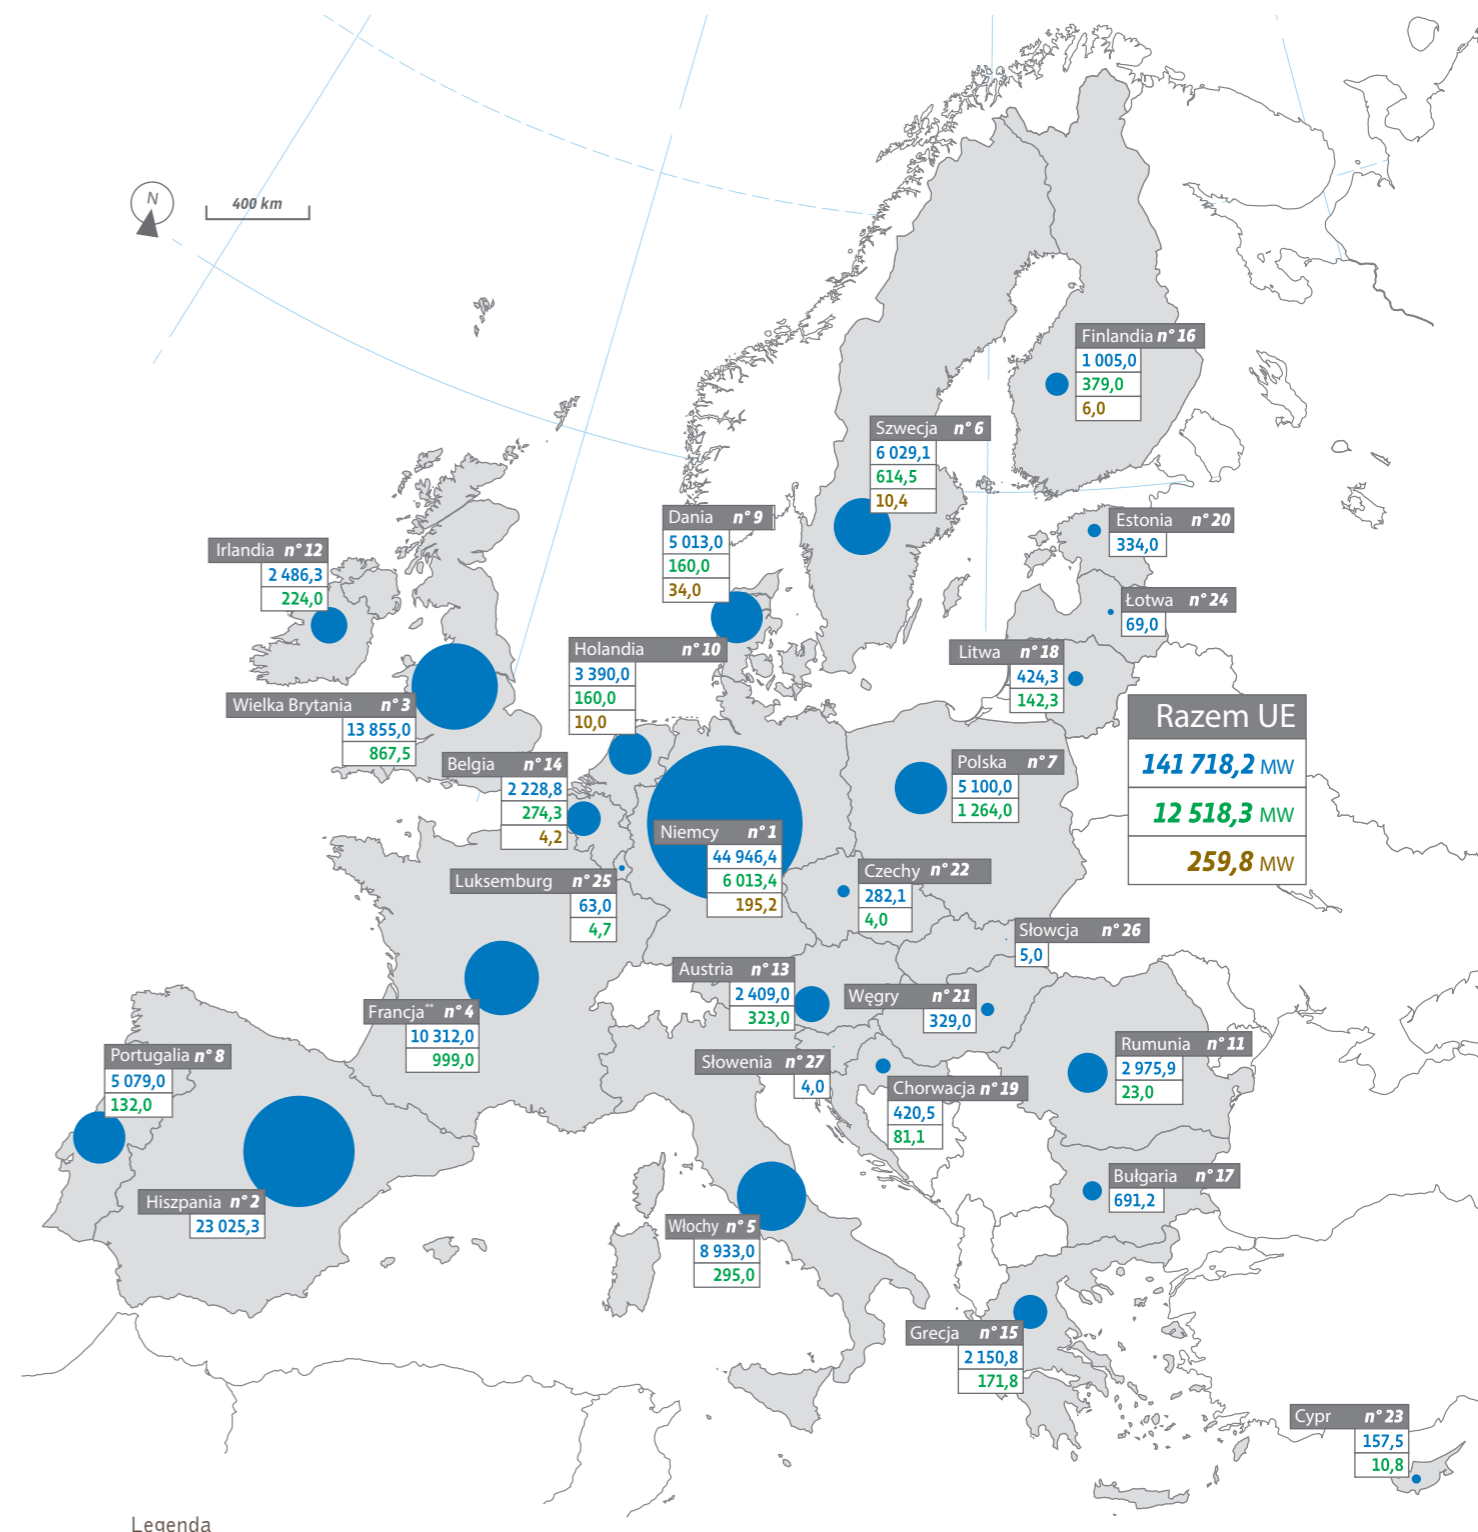 N
400 km
Finlandia n° 16
1 005,0
379,0
6,0
Szwecja n° 6
6 029,1
614,5
10,4
Dania n° 9
5 013,0
160,0
34,0
Estonia n° 20
334,0
Irlandia n° 12
2 486,3
224,0
Łotwa n° 24
69,0
Holandia n° 10
3 390,0
160,0
10,0
Litwa n° 18
424,3
142,3
Wielka Brytania n° 3
13 855,0
867,5
Razem UE
141 718,2 MW
12 518,3 MW
259,8 MW
Belgia n° 14
2 228,8
274,3
4,2
Polska n° 7
5 100,0
1 264,0
Niemcy n° 1
44 946,4
6 013,4
195,2
Luksemburg n° 25
63,0
4,7
Czechy n° 22
282,1
4,0
Słowcja n° 26
5,0
Austria n° 13
2 409,0
323,0
Węgry n° 21
329,0
Francja** n° 4
10 312,0
999,0
Portugalia n° 8
5 079,0
132,0
Słowenia n° 27
4,0
Rumunia n° 11
2 975,9
23,0
Chorwacja n° 19
420,5
81,1
Hiszpania n° 2
23 025,3
Bułgaria n° 17
691,2
Włochy n° 5
8 933,0
295,0
Grecja n° 15
2 150,8
171,8
Cypr n° 23
157,5
10,8
Legenda